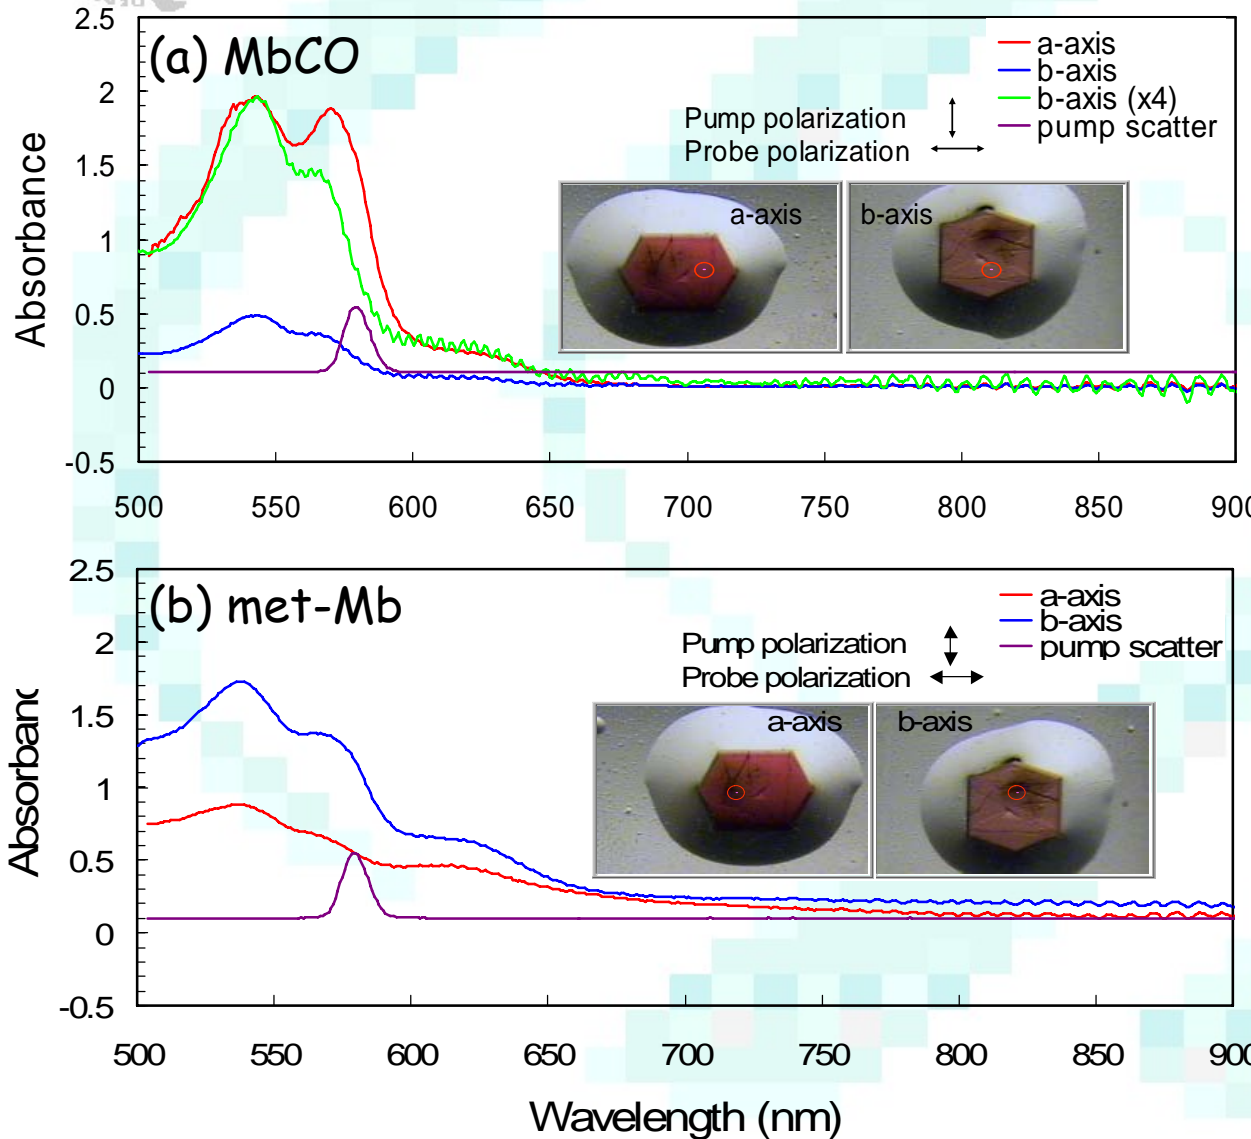 (a) MbCO
a-axis
b-axis
b-axis (x4)
pump scatter
Pump polarization
Probe polarization
a-axis
b-axis
Absorbance
2.5
2
1.5
1
0.5
0
-0.5
500 550 600 650 700 750 800 850 900
(b) met-Mb
a-axis
b-axis
pump scatter
Pump polarization
Probe polarization
a-axis
b-axis
Absorbanc
2.5
2
1.5
1
0.5
0
-0.5
500 550 600 650 700 750 800 850 900
Wavelength (nm)